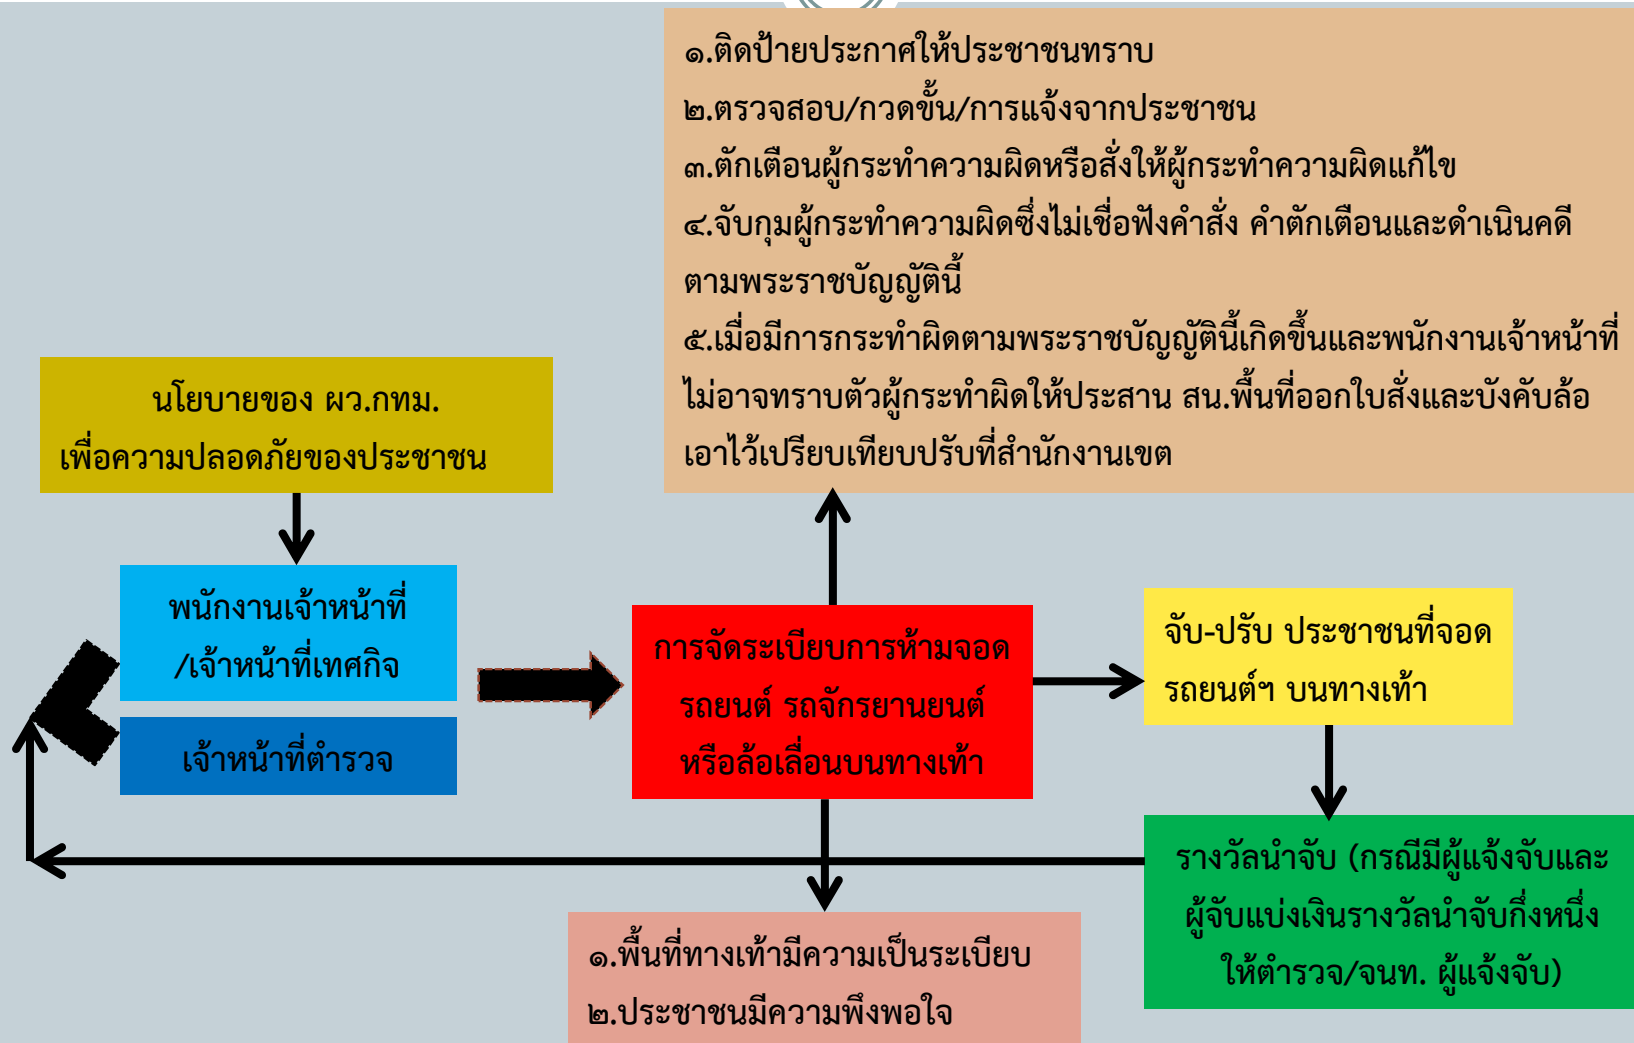 ๑.ติดป้ายประกาศให้ประชาชนทราบ
๒.ตรวจสอบ/กวดขั้น/การแจ้งจากประชาชน
๓.ตักเตือนผู้กระทำความผิดหรือสั่งให้ผู้กระทำความผิดแก้ไข
๔.จับกุมผู้กระทำความผิดซึ่งไม่เชื่อฟังคำสั่ง คำตักเตือนและดำเนินคดี
ตามพระราชบัญญัตินี้
๕.เมื่อมีการกระทำผิดตามพระราชบัญญัตินี้เกิดขึ้นและพนักงานเจ้าหน้าที่
ไม่อาจทราบตัวผู้กระทำผิดให้ประสาน สน.พื้นที่ออกใบสั่งและบังคับล้อ
เอาไว้เปรียบเทียบปรับที่สำนักงานเขต
นโยบายของ ผว.กทม.
เพื่อความปลอดภัยของประชาชน
พนักงานเจ้าหน้าที่
/เจ้าหน้าที่เทศกิจ
เจ้าหน้าที่ตำรวจ
การจัดระเบียบการห้ามจอด
รถยนต์ รถจักรยานยนต์
หรือล้อเลื่อนบนทางเท้า
จับ-ปรับ ประชาชนที่จอด
รถยนต์ฯ บนทางเท้า
รางวัลนำจับ (กรณีมีผู้แจ้งจับและ
ผู้จับแบ่งเงินรางวัลนำจับกึ่งหนึ่ง
ให้ตำรวจ/จนท. ผู้แจ้งจับ)
๑.พื้นที่ทางเท้ามีความเป็นระเบียบ
๒.ประชาชนมีความพึงพอใจ